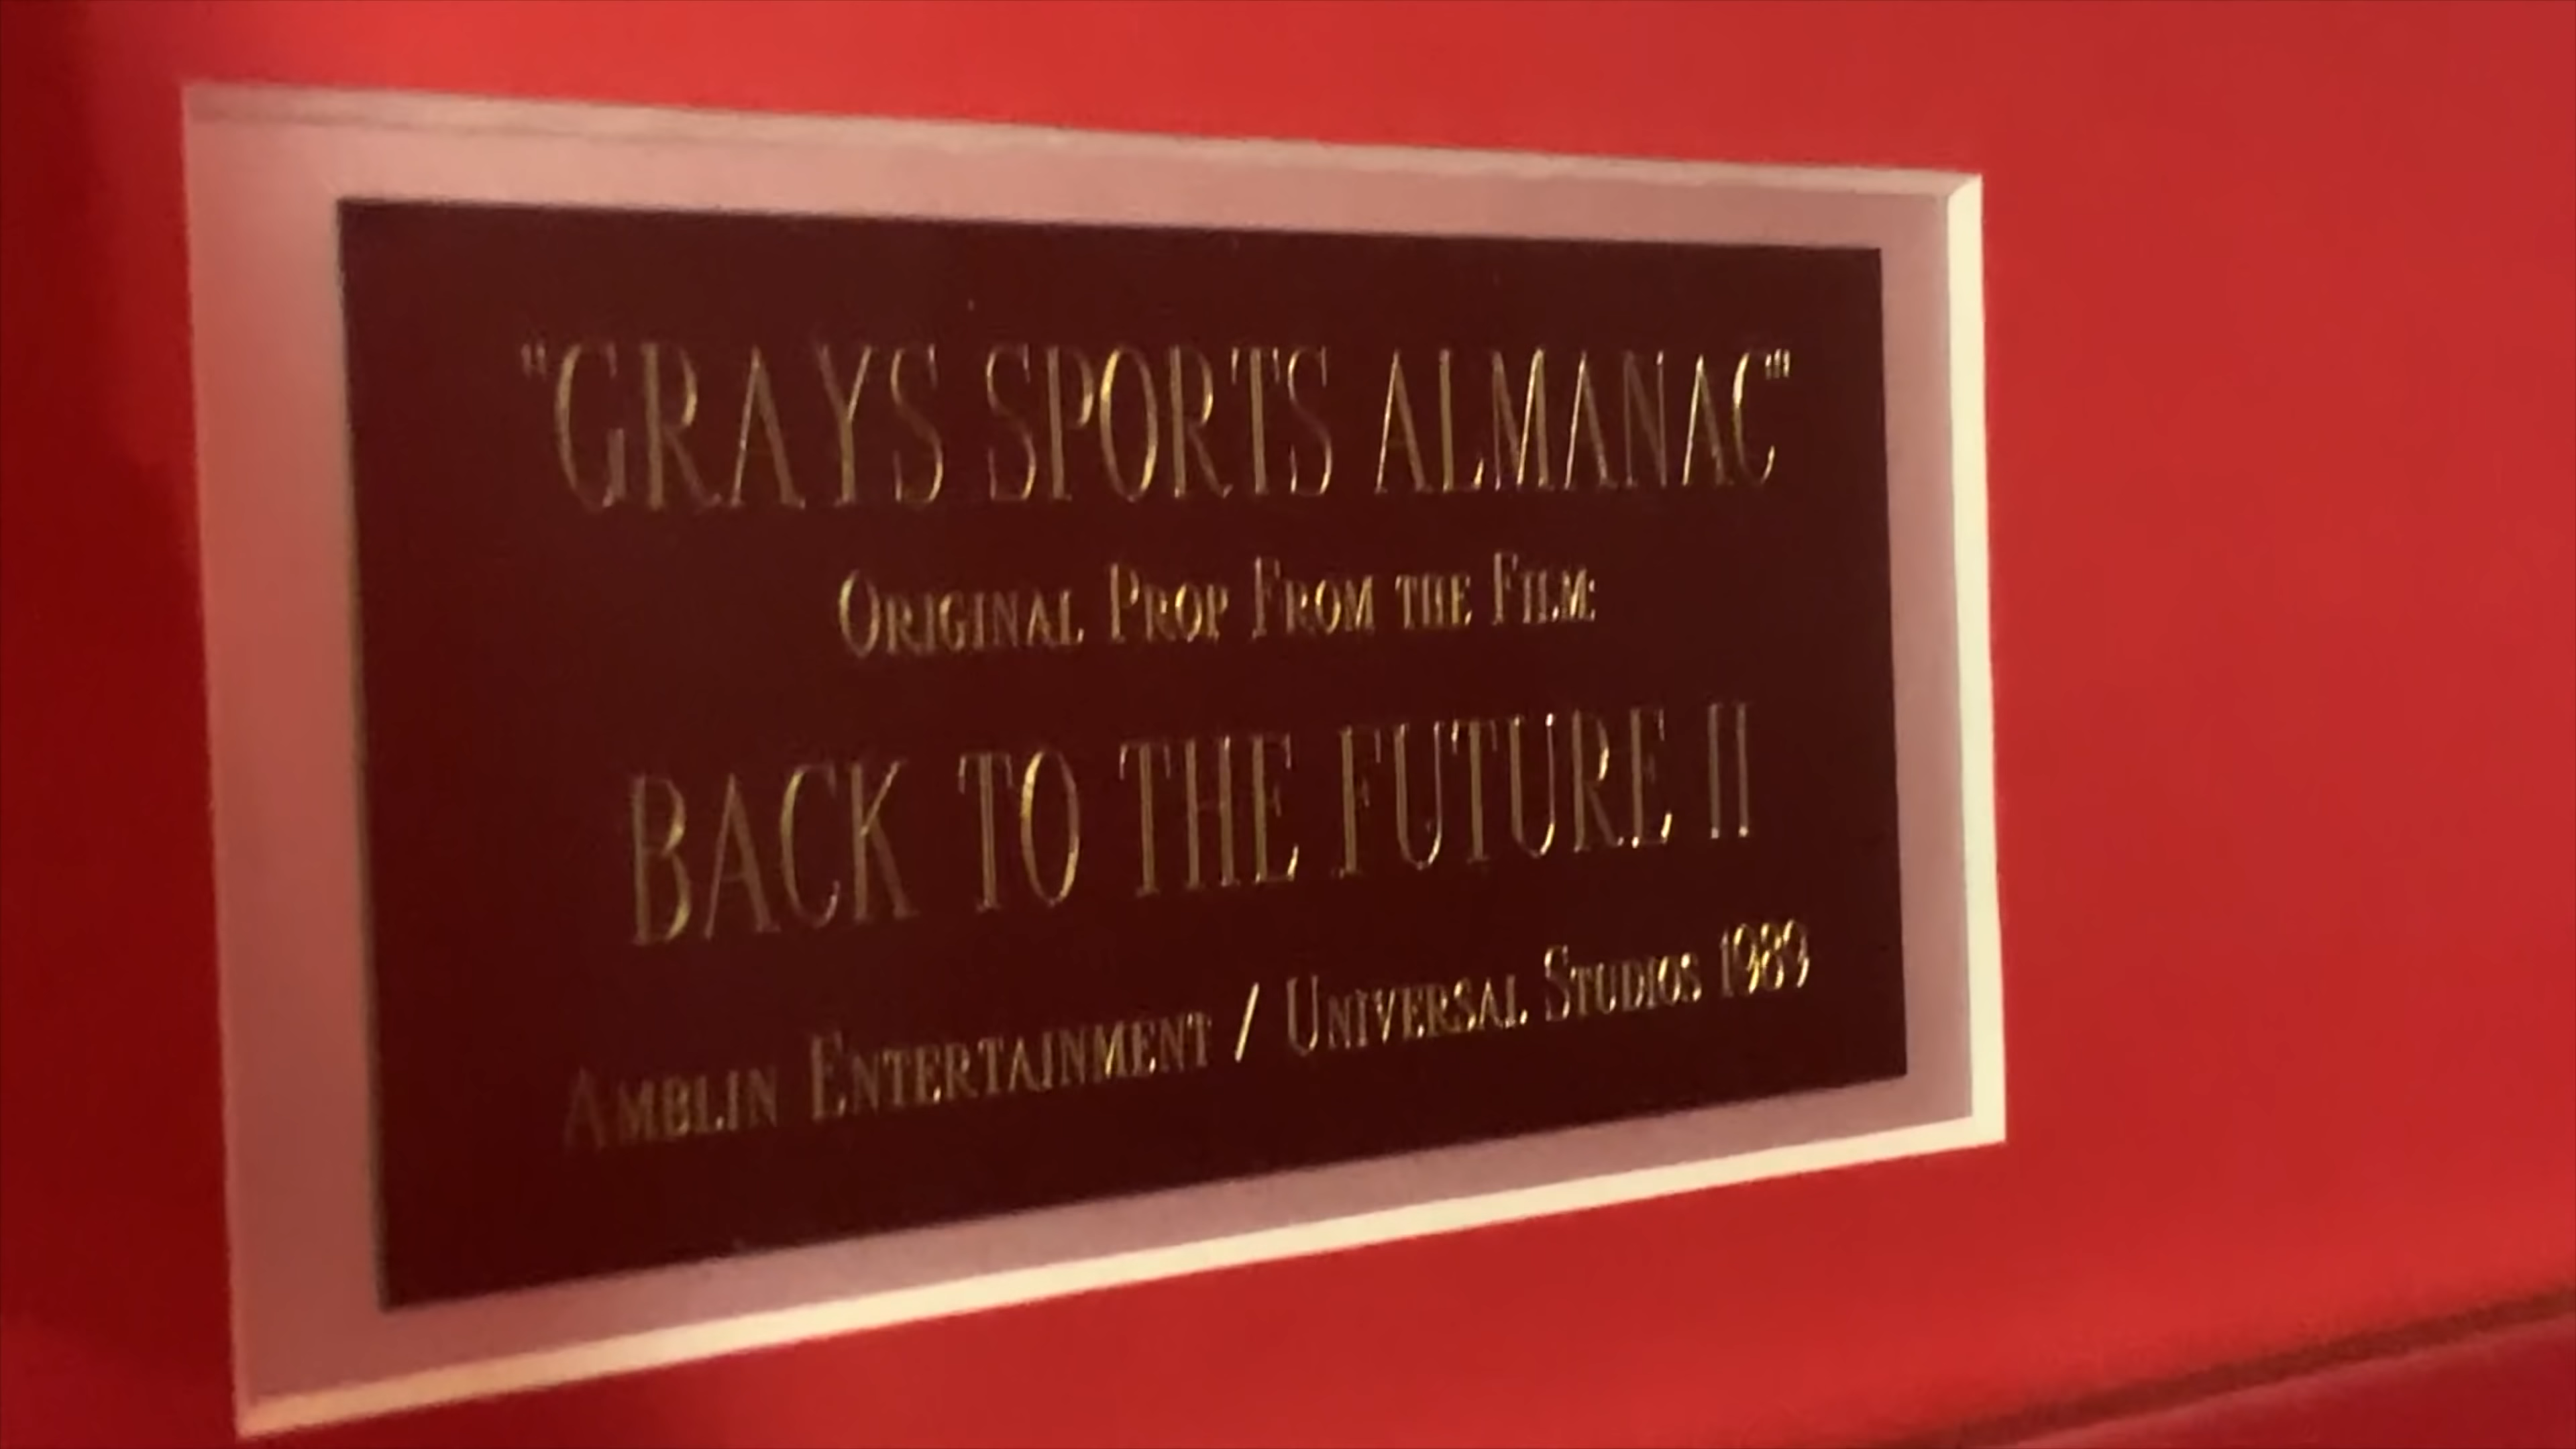 "GRAYS SPORTS ALMANAC"
ORIGINAL PROP FROM THE FILM:
BACK TO THE FUTURE II
AMBLIN ENTERTAINMENT / UNIVERSAL STUDIOS 1989